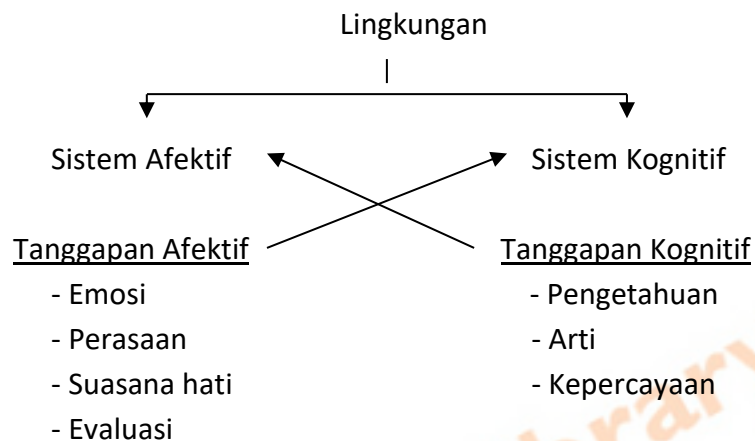 Lingkungan
Sistem Afektif
Sistem Kognitif
Tanggapan Afektif
- Emosi
- Perasaan
- Suasana hati
- Evaluasi
Tanggapan Kognitif
- Pengetahuan
- Arti
- Kepercayaan